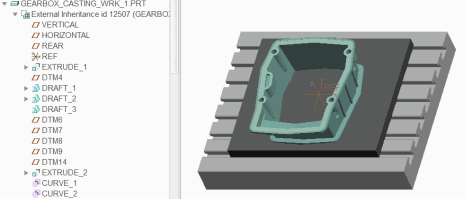 GEARBOX_CASTING_WRK_1.PRT
External Inheritance id 12507 (GEARBOX
VERTICAL
HORIZONTAL
REAR
REF
EXTRUDE_1
DTM4
DRAFT_1
DRAFT_2
DRAFT_3
DTM6
DTM7
DTM8
DTM9
DTM14
EXTRUDE_2
CURVE_1
CURVE_2